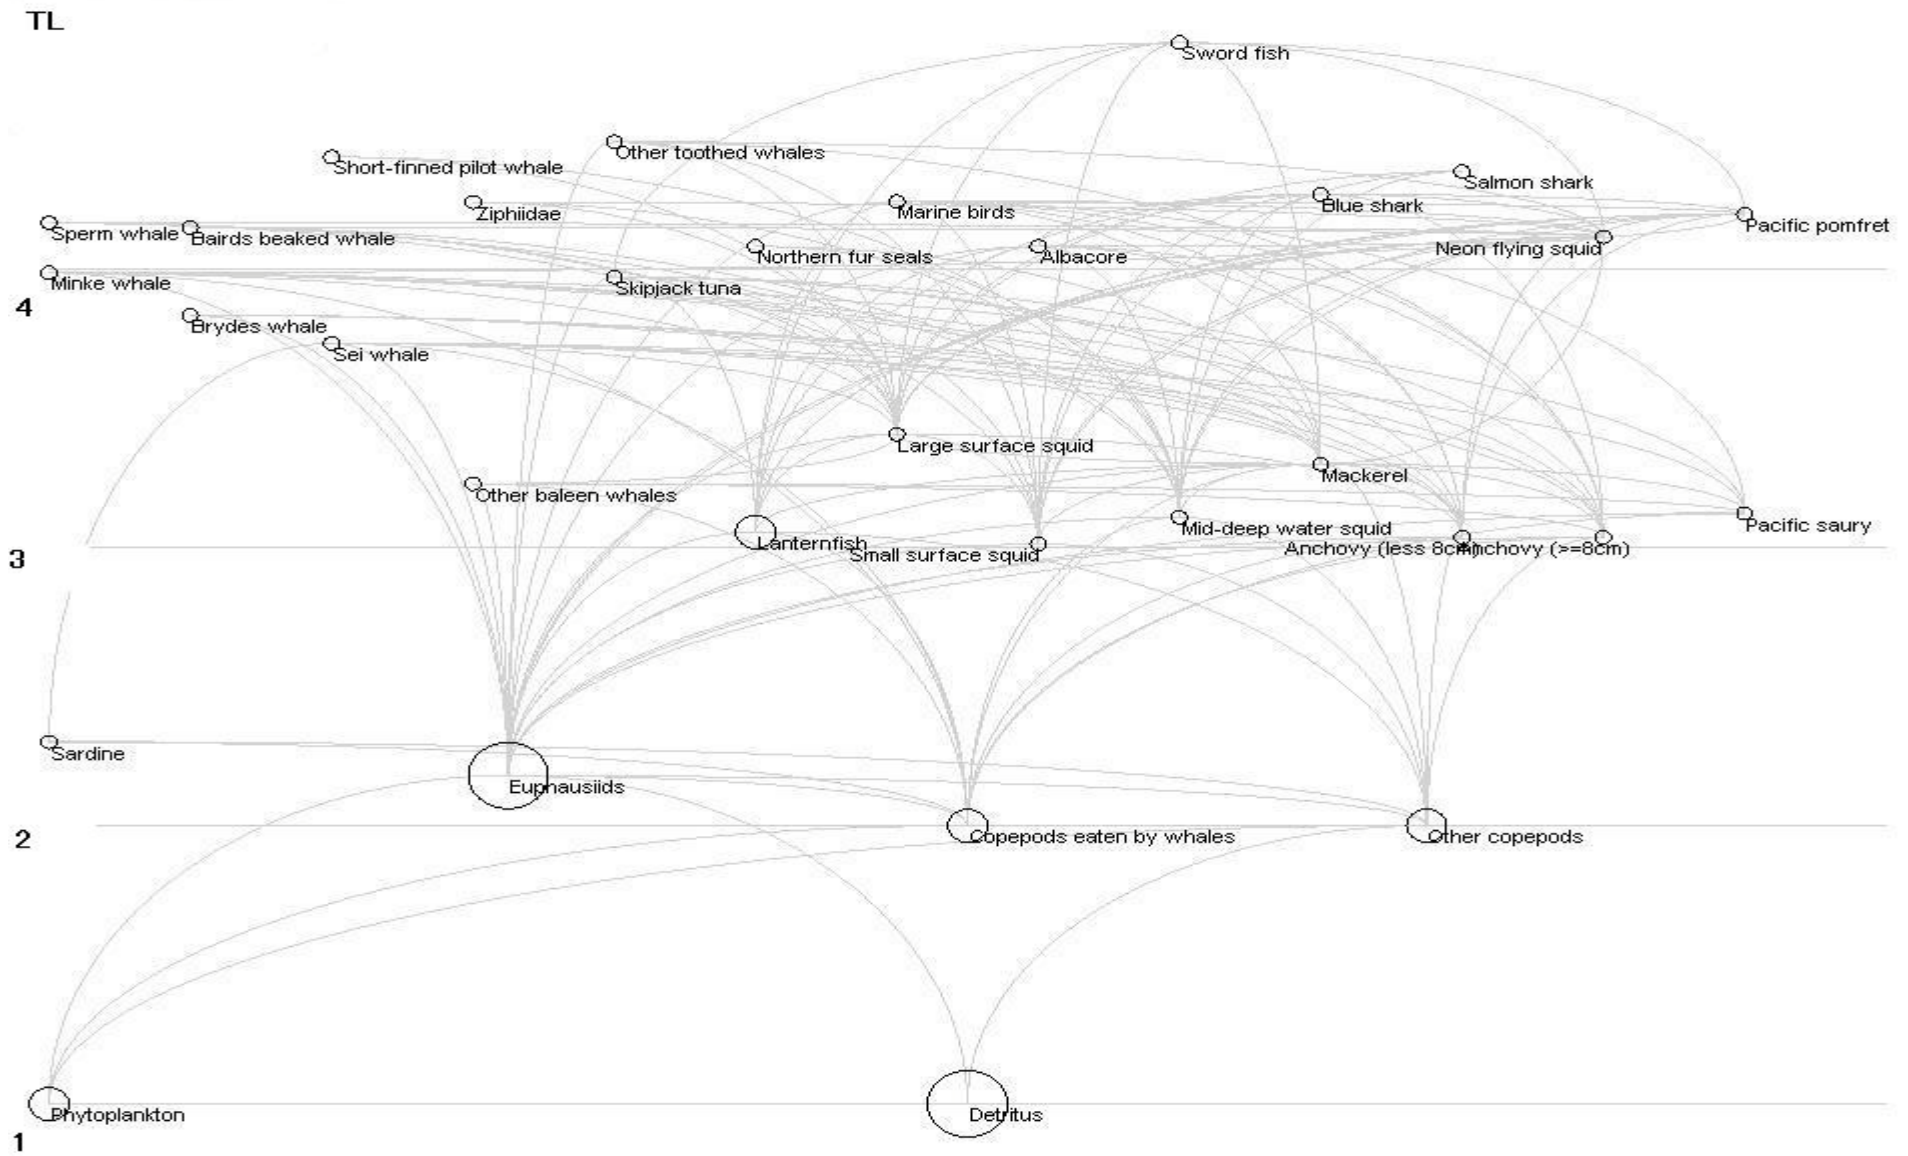 TL
Sword fish
Other toothed whales
Short-finned pilot whale
Salmon shark
Ziphiidae
Marine birds
Blue shark
Pacific pomfret
Sperm whale
Bairds beaked whale
Northern fur seals
Albacore
Neon flying squid
Minke whale
Skipjack tuna
4
Brydes whale
Sei whale
Large surface squid
Mackerel
Other baleen whales
Pacific saury
Mid-deep water squid
Lanternfish
Small surface squid
Anchovy (less 8cm)
Anchovy (>=8cm)
3
Sardine
Euphausiids
2
Copepods eaten by whales
Other copepods
Phytoplankton
Detritus
1